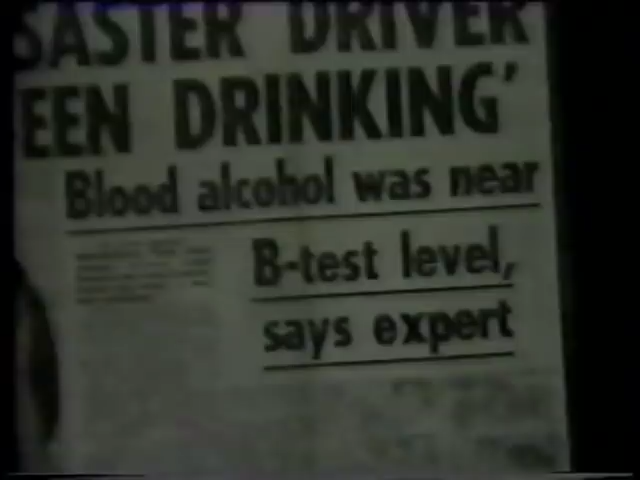 SASTER DRIVER
EEN DRINKING'
Blood alcohol was near
B-test level,
says expert